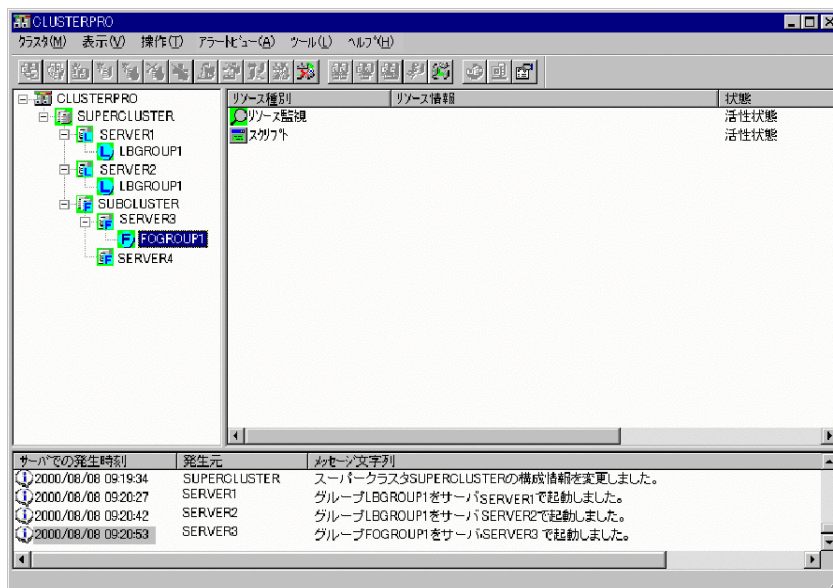 CLUSTERPRO
クラスタ(M) 表示(V) 操作(T) アラートビュー(A) ツール(L) ヘルプ(H)
CLUSTERPRO
SUPERCLUSTER
SERVER1
LBGROUP1
SERVER2
LBGROUP1
SUBCLUSTER
SERVER3
FOGROUP1
SERVER4
リソース種別 リソース情報 状態
リソース監視 活性状態
スクリプト 活性状態
サーバでの発生時刻 発生元 メッセージ文字列
2000/08/08 09:19:34 SUPERCLUSTER スーパークラスタSUPERCLUSTERの構成情報を変更しました。
2000/08/08 09:20:27 SERVER1 グループLBGROUP1をサーバSERVER1で起動しました。
2000/08/08 09:20:42 SERVER2 グループLBGROUP1をサーバSERVER2で起動しました。
2000/08/08 09:20:53 SERVER3 グループFOGROUP1をサーバSERVER3で起動しました。